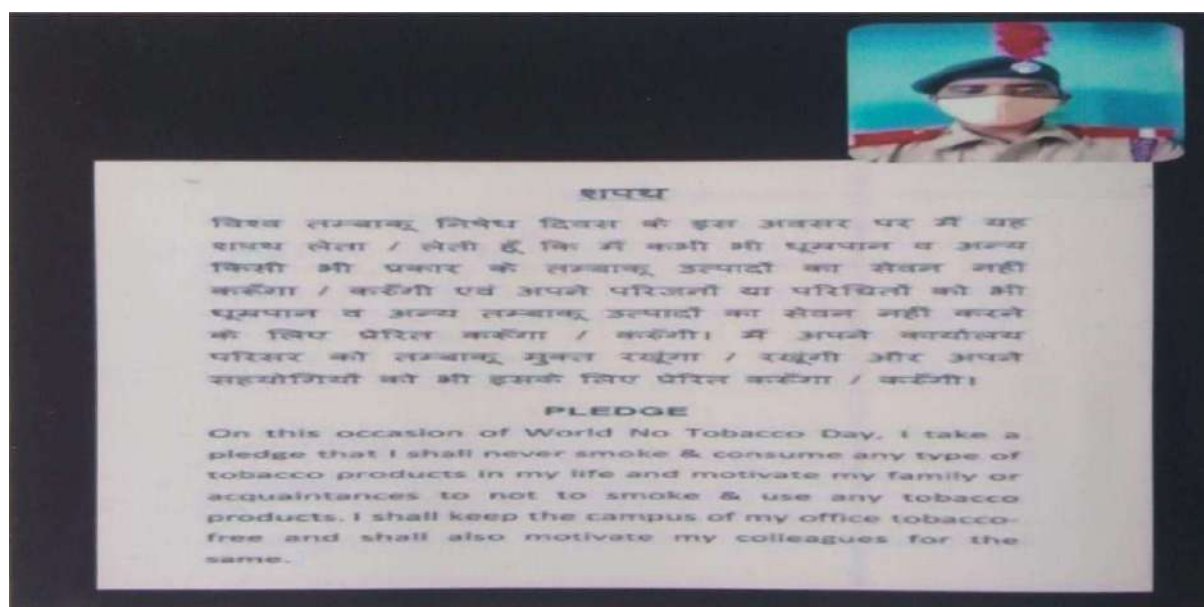 शपथ
विश्व तम्बाकू निषेध दिवस के इस अवसर पर मैं यह
शपथ लेता / लेती हूँ कि मैं कभी भी धूमपान व अन्य
किसी भी प्रकार के तम्बाकू उत्पादों का सेवन नहीं
करूँगा / करुँगी एवं अपने परिजनों या परिचितों को भी
धूमपान व अन्य तम्बाकू उत्पादों का सेवन नहीं करने
के लिए प्रेरित करूँगा / करुँगी। मैं अपने कार्यालय
परिसर को तम्बाकू मुक्त रखूंगा / रखूंगी और अपने
सहयोगियों को भी इसके लिए प्रेरित करूँगा / करुँगी।
PLEDGE
On this occasion of World No Tobacco Day, I take a
pledge that I shall never smoke & consume any type of
tobacco products in my life and motivate my family or
acquaintances to not to smoke & use any tobacco
products. I shall keep the campus of my office tobacco-
free and shall also motivate my colleagues for the
same.